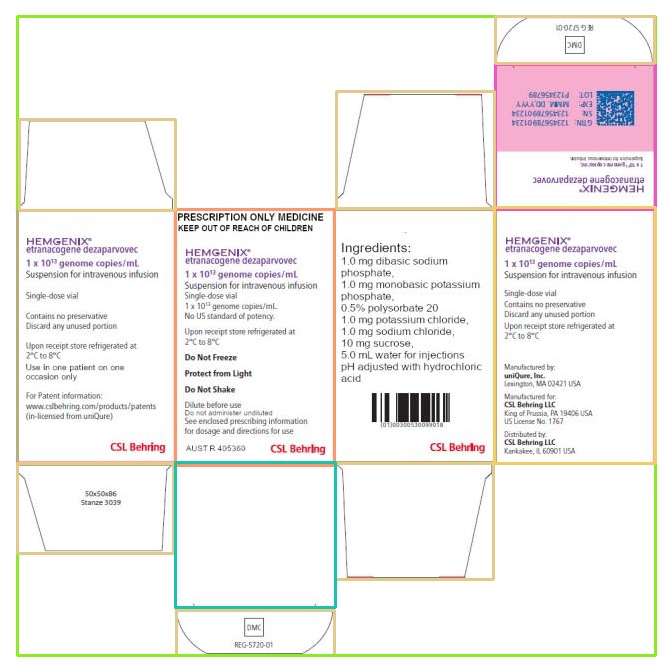 REG-5720-01
DMC
GTIN: 12345678901234
SN: 12345678901234
EXP: MMM. DD,YYYY
LOT: P123456789
HEMGENIX®
etranacogene dezaparvovec
1 x 10¹³ genome copies/mL
Suspension for intravenous infusion
HEMGENIX®
etranacogene dezaparvovec
1 x 10¹³ genome copies/mL
Suspension for intravenous infusion
Single-dose vial
Contains no preservative
Discard any unused portion
Upon receipt store refrigerated at
2°C to 8°C
Use in one patient on one
occasion only
For Patent information:
www.cslbehring.com/products/patents
(in-licensed from uniQure)
CSL Behring
PRESCRIPTION ONLY MEDICINE
KEEP OUT OF REACH OF CHILDREN
HEMGENIX®
etranacogene dezaparvovec
1 x 10¹³ genome copies/mL
Suspension for intravenous infusion
Single-dose vial
1 x 10¹³ genome copies/mL.
No US standard of potency.
Upon receipt store refrigerated at
2°C to 8°C
Do Not Freeze
Protect from Light
Do Not Shake
Dilute before use
Do not administer undiluted
See enclosed prescribing information
for dosage and directions for use
AUST R 405360
CSL Behring
Ingredients:
1.0 mg dibasic sodium
phosphate,
1.0 mg monobasic potassium
phosphate,
0.5% polysorbate 20
1.0 mg potassium chloride,
1.0 mg sodium chloride,
10 mg sucrose,
5.0 mL water for injections
pH adjusted with hydrochloric
acid
(01)00300530099018
CSL Behring
HEMGENIX®
etranacogene dezaparvovec
1 x 10¹³ genome copies/mL
Suspension for intravenous infusion
Single-dose vial
Contains no preservative
Discard any unused portion
Upon receipt store refrigerated at
2°C to 8°C
Manufactured by:
uniQure, Inc.
Lexington, MA 02421 USA
Manufactured for:
CSL Behring LLC
King of Prussia, PA 19406 USA
US License No. 1767
Distributed by:
CSL Behring LLC
Kankakee, IL 60901 USA
50x50x86
Stanze 3039
DMC
REG-5720-01